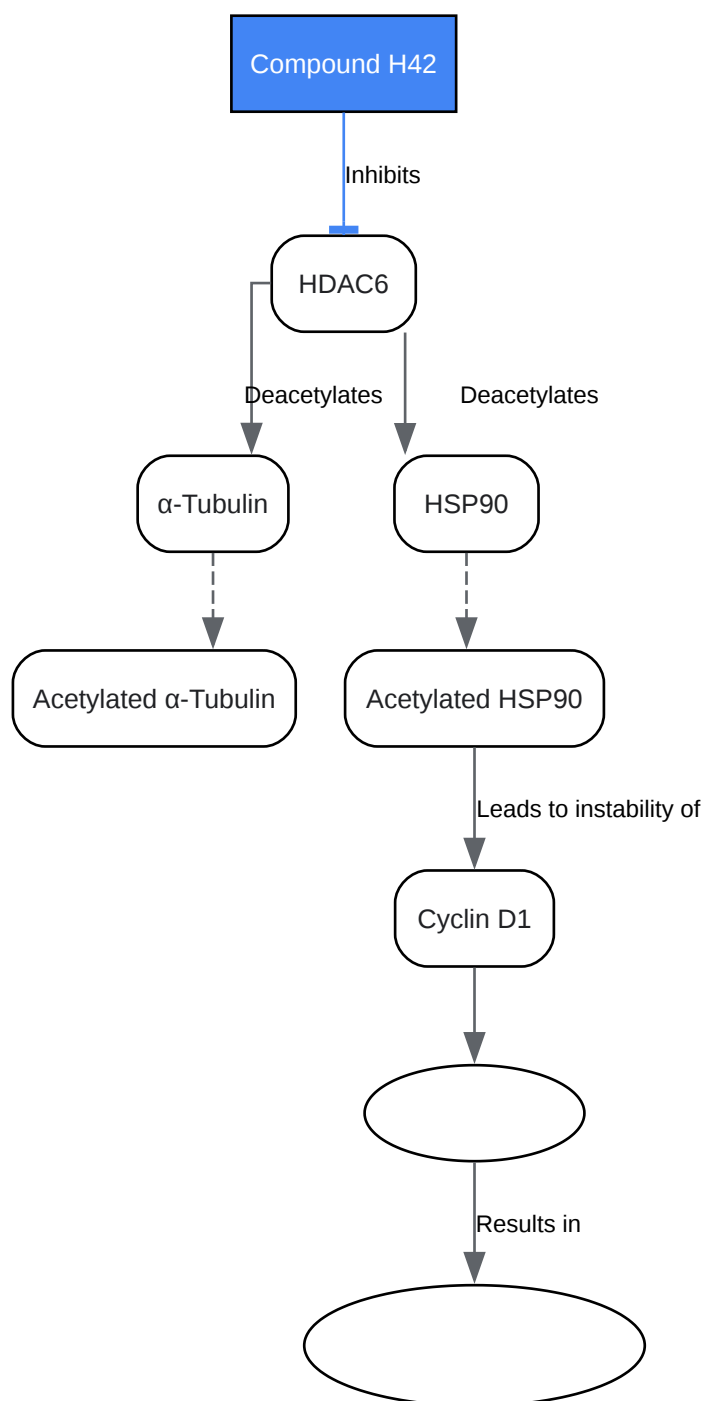 Compound H42
Inhibits
HDAC6
Deacetylates
Deacetylates
α-Tubulin
HSP90
Acetylated α-Tubulin
Acetylated HSP90
Leads to instability of
Cyclin D1
Results in